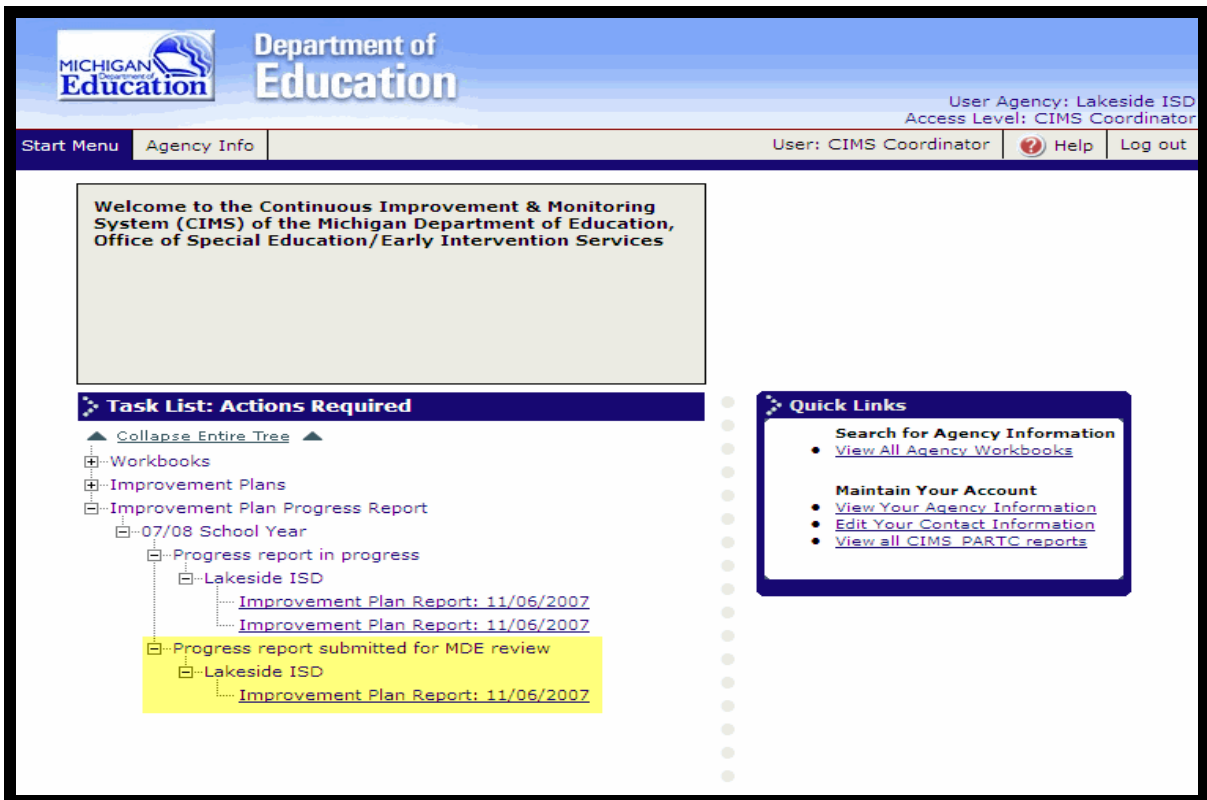 MICHIGAN
Department of
Education
Department of
Education
User Agency: Lakeside ISD
Access Level: CIMS Coordinator
Start Menu
Agency Info
User: CIMS Coordinator
Help
Log out
Welcome to the Continuous Improvement & Monitoring
System (CIMS) of the Michigan Department of Education,
Office of Special Education/Early Intervention Services
Task List: Actions Required
Collapse Entire Tree
Workbooks
Improvement Plans
Improvement Plan Progress Report
07/08 School Year
Progress report in progress
Lakeside ISD
Improvement Plan Report: 11/06/2007
Improvement Plan Report: 11/06/2007
Progress report submitted for MDE review
Lakeside ISD
Improvement Plan Report: 11/06/2007
Quick Links
Search for Agency Information
View All Agency Workbooks
Maintain Your Account
View Your Agency Information
Edit Your Contact Information
View all CIMS PARTC reports